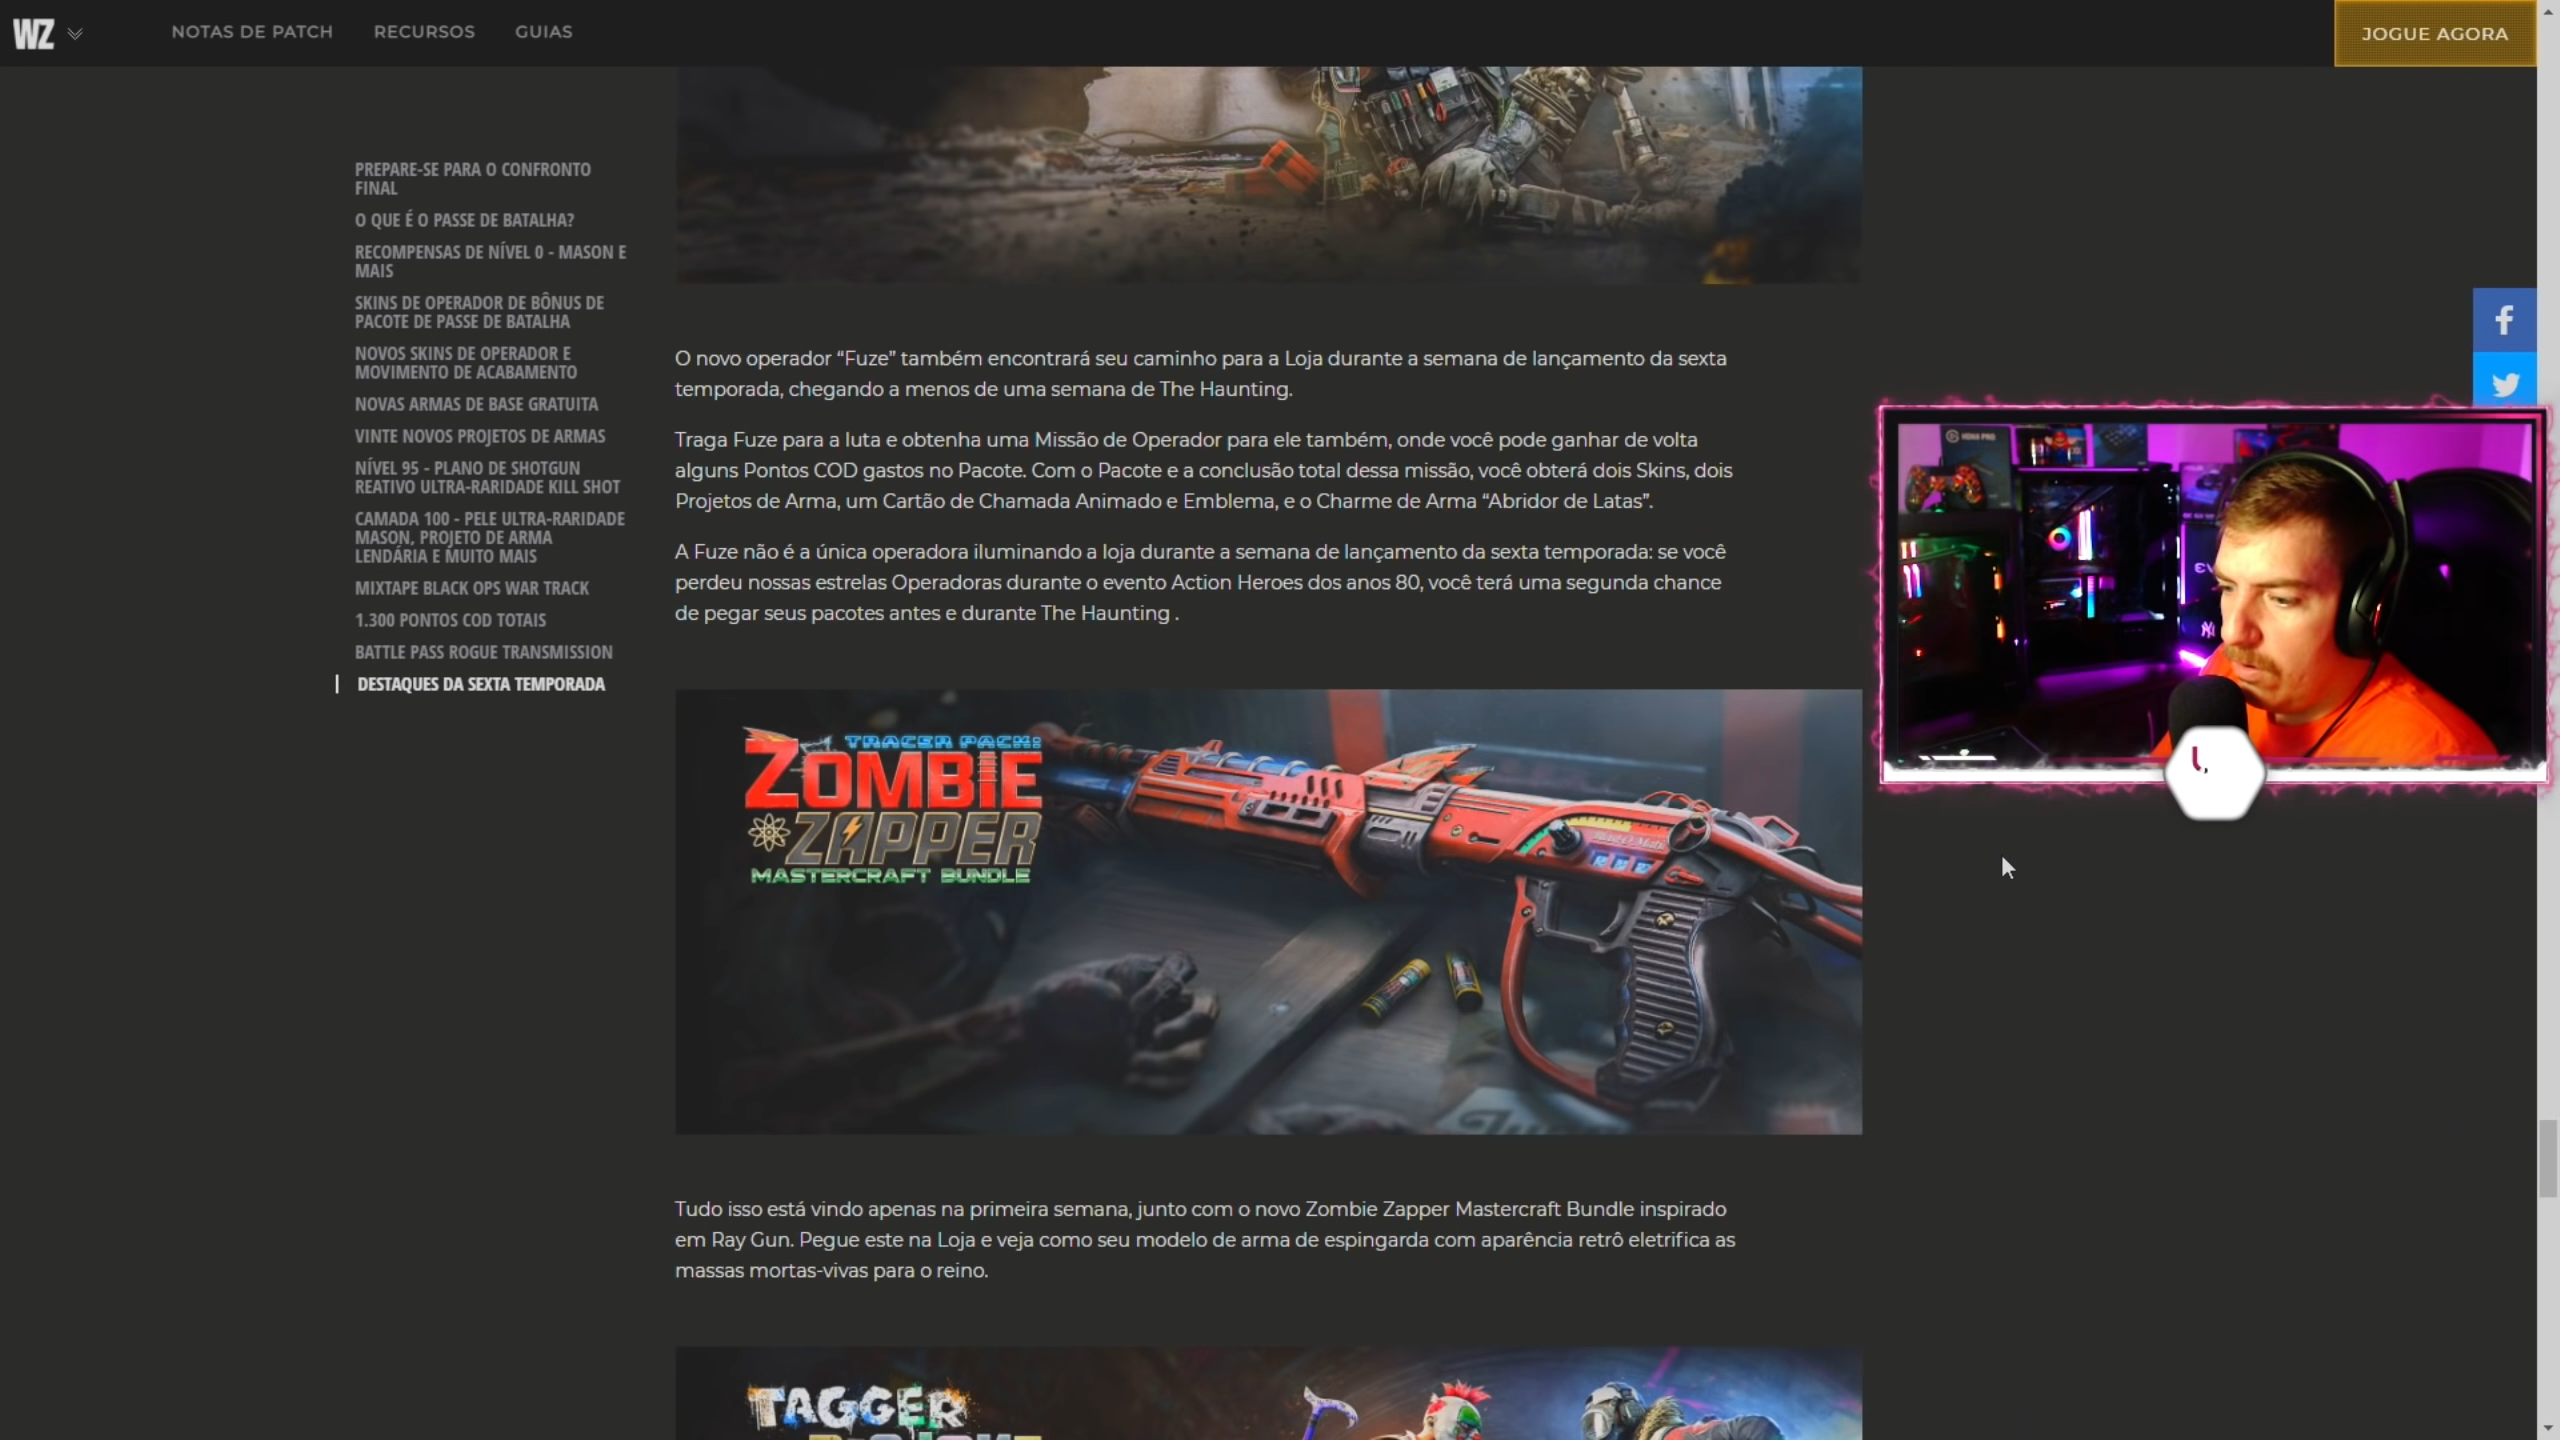 WZ
NOTAS DE PATCH
RECURSOS
GUIAS
JOGUE AGORA
PREPARE-SE PARA O CONFRONTO
FINAL
O QUE É O PASSE DE BATALHA?
RECOMPENSAS DE NÍVEL 0 - MASON E
MAIS
SKINS DE OPERADOR DE BÔNUS DE
PACOTE DE PASSE DE BATALHA
NOVOS SKINS DE OPERADOR E
MOVIMENTO DE ACABAMENTO
NOVAS ARMAS DE BASE GRATUITA
VINTE NOVOS PROJETOS DE ARMAS
NÍVEL 95 - PLANO DE SHOTGUN
REATIVO ULTRA-RARIDADE KILL SHOT
CAMADA 100 - PELE ULTRA-RARIDADE
MASON, PROJETO DE ARMA
LENDÁRIA E MUITO MAIS
MIXTAPE BLACK OPS WAR TRACK
1.300 PONTOS COD TOTAIS
BATTLE PASS ROGUE TRANSMISSION
DESTAQUES DA SEXTA TEMPORADA
O novo operador “Fuze” também encontrará seu caminho para a Loja durante a semana de lançamento da sexta
temporada, chegando a menos de uma semana de The Haunting.
Traga Fuze para a luta e obtenha uma Missão de Operador para ele também, onde você pode ganhar de volta
alguns Pontos COD gastos no Pacote. Com o Pacote e a conclusão total dessa missão, você obterá dois Skins, dois
Projetos de Arma, um Cartão de Chamada Animado e Emblema, e o Charme de Arma “Abridor de Latas”.
A Fuze não é a única operadora iluminando a loja durante a semana de lançamento da sexta temporada: se você
perdeu nossas estrelas Operadoras durante o evento Action Heroes dos anos 80, você terá uma segunda chance
de pegar seus pacotes antes e durante The Haunting .
TRACER PACK:
ZOMBIE
ZAPPER
MASTERCRAFT BUNDLE
Tudo isso está vindo apenas na primeira semana, junto com o novo Zombie Zapper Mastercraft Bundle inspirado
em Ray Gun. Pegue este na Loja e veja como seu modelo de arma de espingarda com aparência retrô eletrifica as
massas mortas-vivas para o reino.
TAGGER